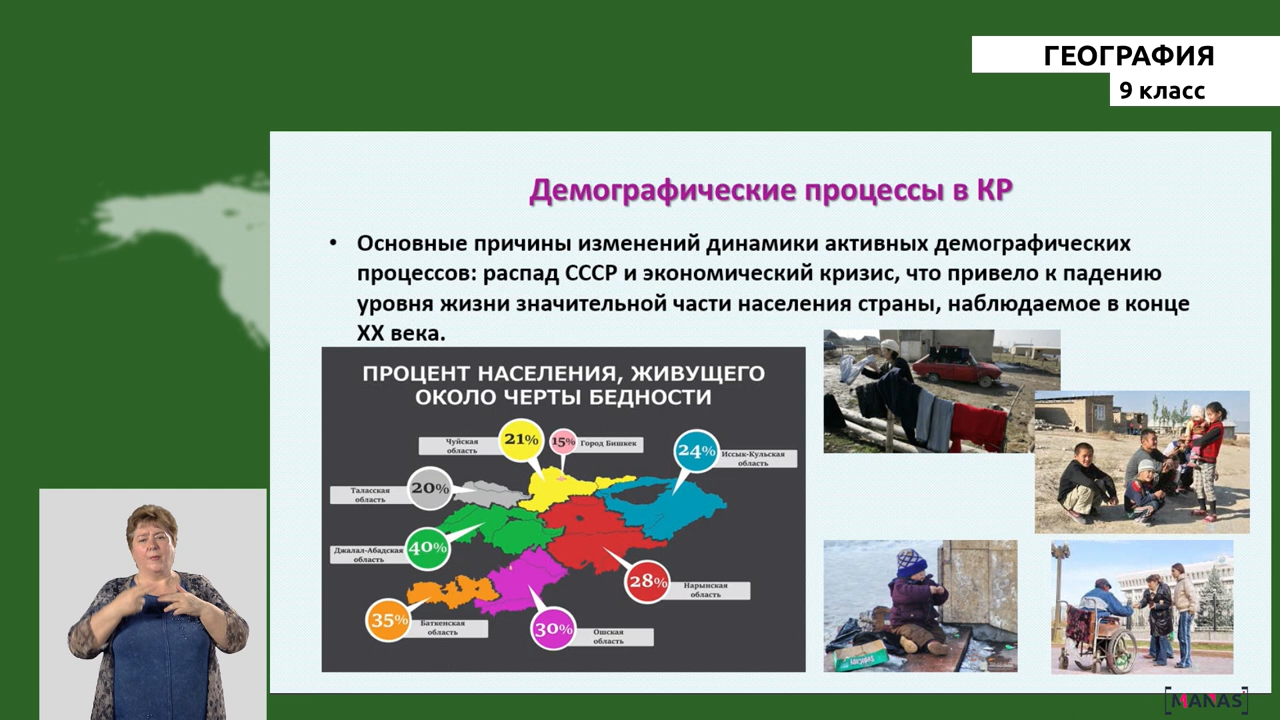 ГЕОГРАФИЯ
9 класс
Демографические процессы в КР
• Основные причины изменений динамики активных демографических
процессов: распад СССР и экономический кризис, что привело к падению
уровня жизни значительной части населения страны, наблюдаемое в конце
XX века.
ПРОЦЕНТ НАСЕЛЕНИЯ, ЖИВУЩЕГО
ОКОЛО ЧЕРТЫ БЕДНОСТИ
Чуйская
область
21%
15%
Город Бишкек
24%
Иссык-Кульская
область
Таласская
область
20%
Джалал-Абадская
область
40%
28%
Нарынская
область
35%
Баткенская
область
30%
Ошская
область
[MANAS]